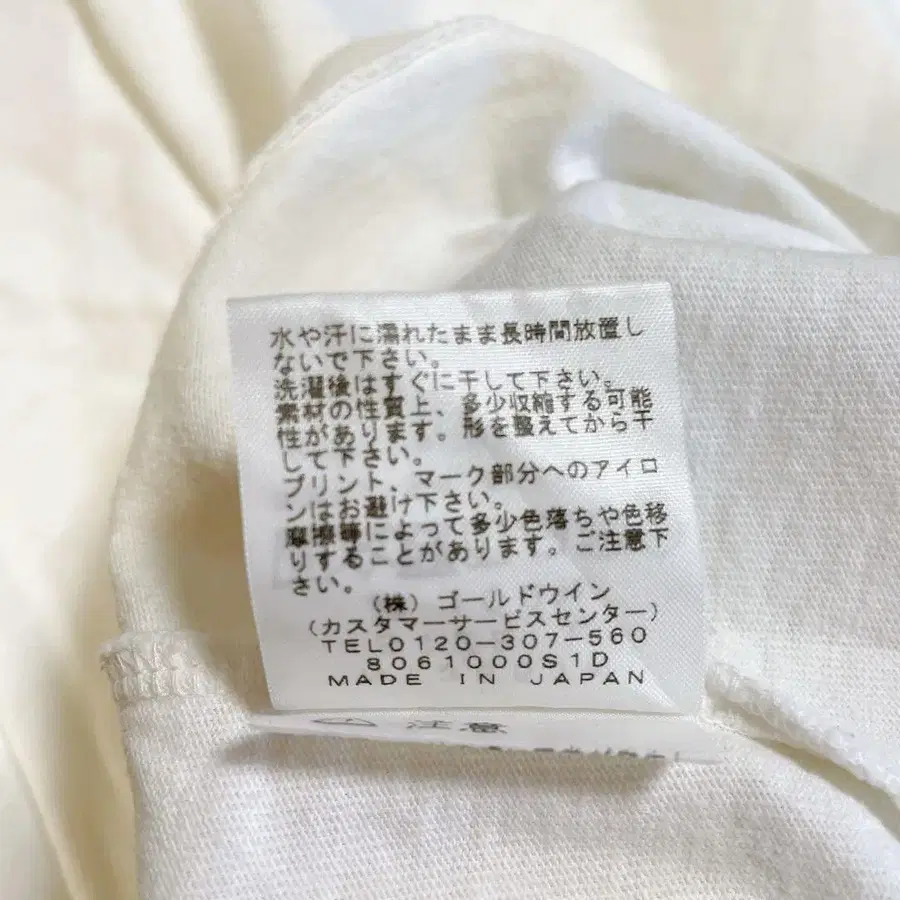 水や汗に濡れたまま長時間放置し
ないで下さい。
洗濯後はすぐに干して下さい。
素材の性質上、多少収縮する可能
性があります。形を整えてから干
して下さい。
プリント、マーク部分へのアイロ
ンはお避け下さい。
摩擦等によって多少色落ちや色移
りすることがあります。ご注意下
さい。
(株) ゴールドウイン
(カスタマーサービスセンター)
TEL0120-307-560
8061000S1D
MADE IN JAPAN
注意